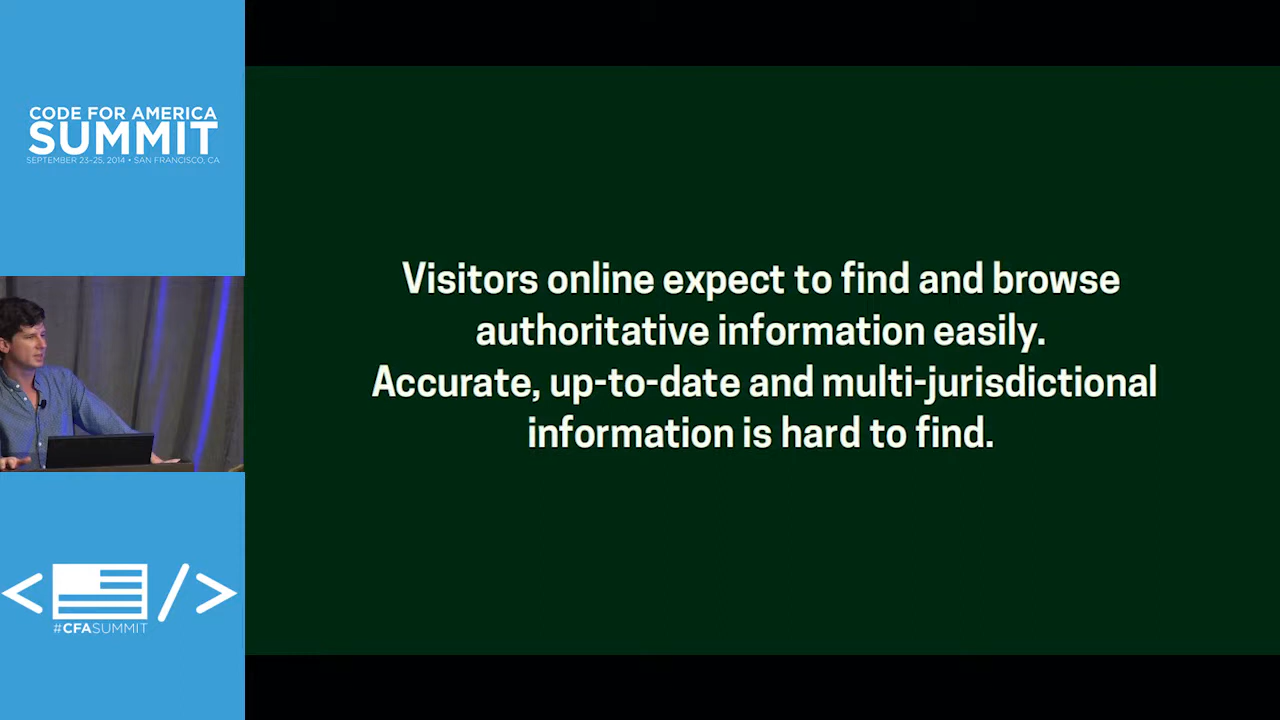 CODE FOR AMERICA
SUMMIT
SEPTEMBER 23-25, 2014 • SAN FRANCISCO, CA
Visitors online expect to find and browse
authoritative information easily.
Accurate, up-to-date and multi-jurisdictional
information is hard to find.
< />
#CFASUMMIT